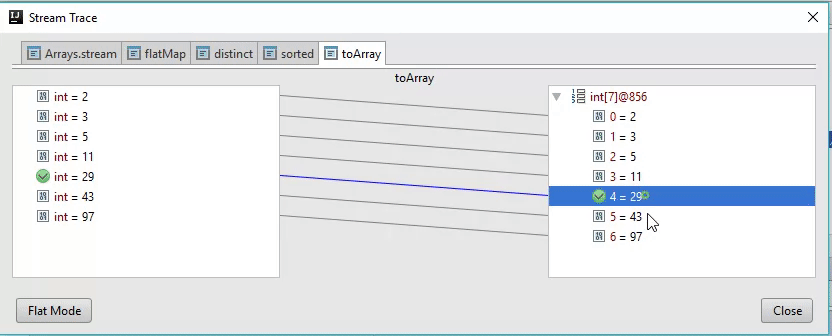 IJ Stream Trace
Arrays.stream flatMap distinct sorted toArray
toArray
int = 2
int = 3
int = 5
int = 11
int = 29
int = 43
int = 97
int[7]@856
0 = 2
1 = 3
2 = 5
3 = 11
4 = 29
5 = 43
6 = 97
Flat Mode
Close